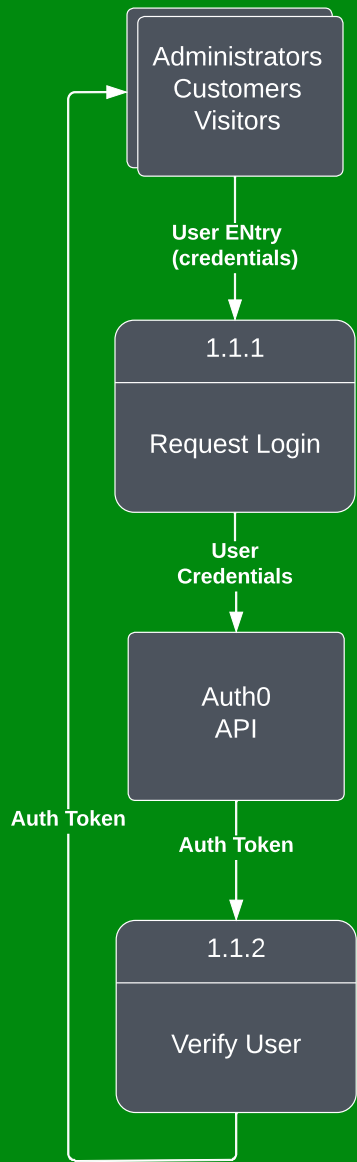 Administrators
Customers
Visitors
User ENtry
(credentials)
1.1.1
Request Login
User
Credentials
Auth0
API
Auth Token
Auth Token
1.1.2
Verify User